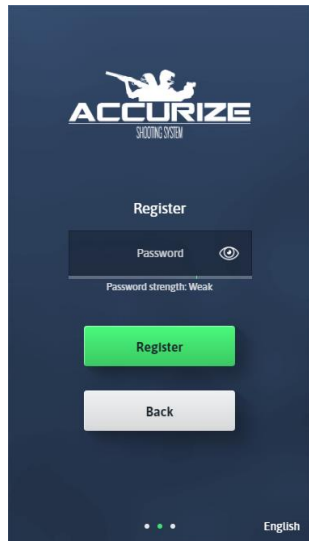 ACCURIZE
SHOOTING SYSTEM
Register
Password
Password strength: Weak
Register
Back
English